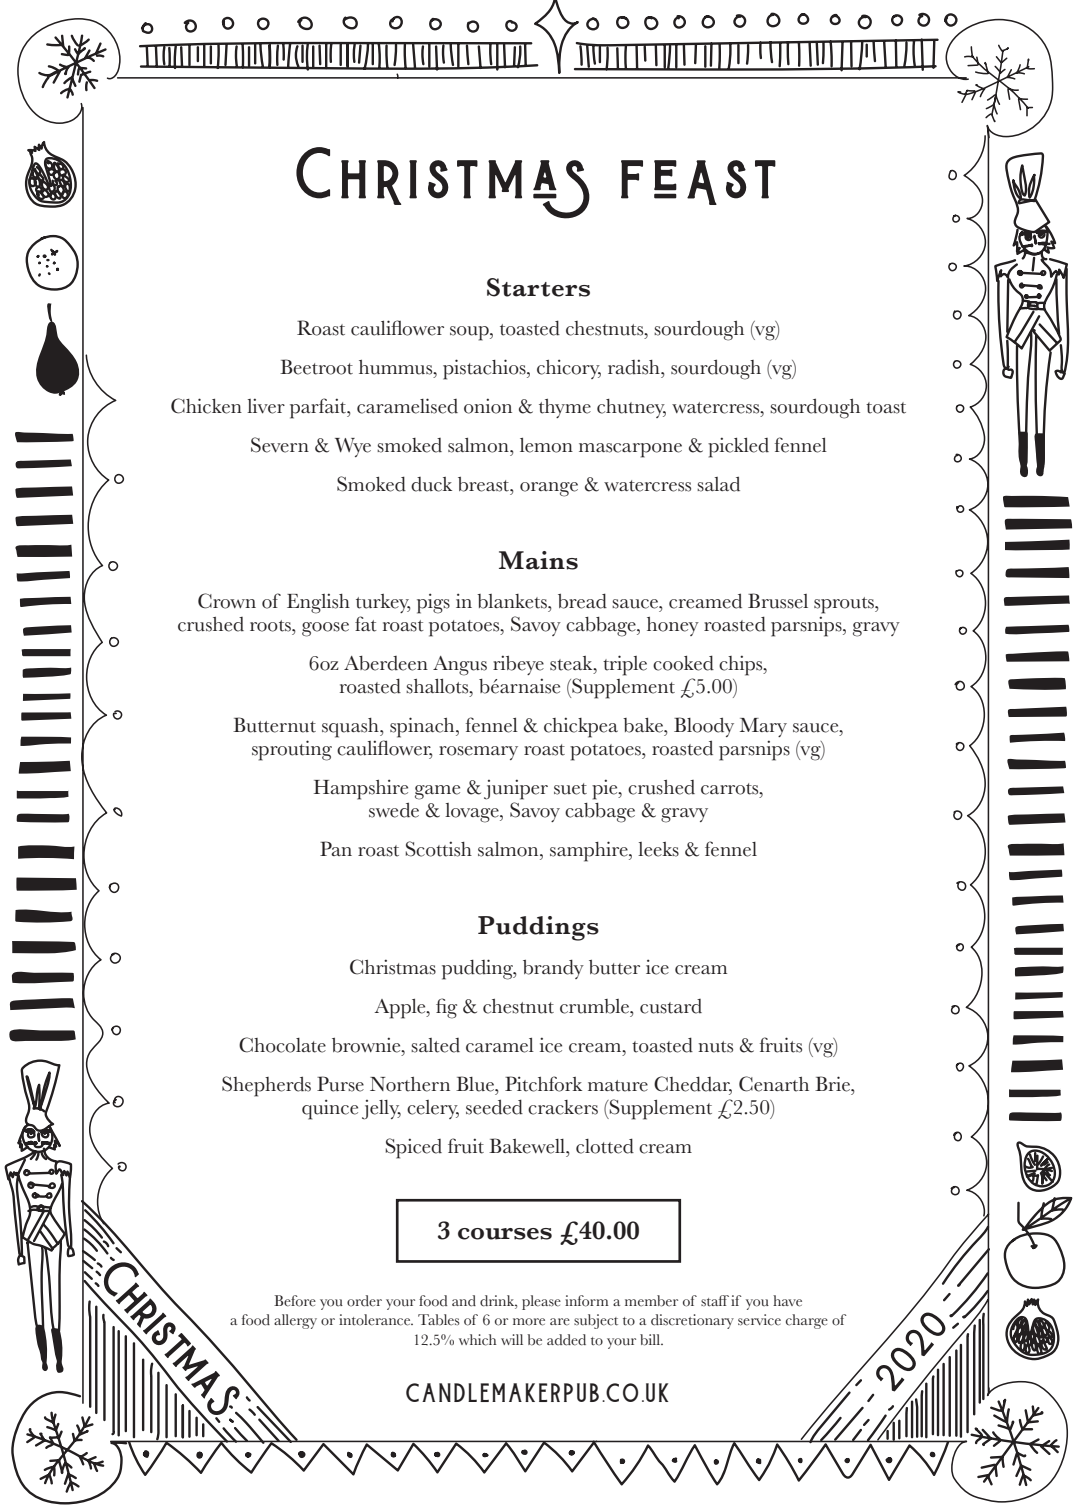 Christmas feast
Starters
Roast cauliflower soup, toasted chestnuts, sourdough (vg)
Beetroot hummus, pistachios, chicory, radish, sourdough (vg)
Chicken liver parfait, caramelised onion & thyme chutney, watercress, sourdough toast
Severn & Wye smoked salmon, lemon mascarpone & pickled fennel
Smoked duck breast, orange & watercress salad
Mains
Crown of English turkey, pigs in blankets, bread sauce, creamed Brussel sprouts,
crushed roots, goose fat roast potatoes, Savoy cabbage, honey roasted parsnips, gravy
6oz Aberdeen Angus ribeye steak, triple cooked chips,
roasted shallots, béarnaise (Supplement £5.00)
Butternut squash, spinach, fennel & chickpea bake, Bloody Mary sauce,
sprouting cauliflower, rosemary roast potatoes, roasted parsnips (vg)
Hampshire game & juniper suet pie, crushed carrots,
swede & lovage, Savoy cabbage & gravy
Pan roast Scottish salmon, samphire, leeks & fennel
Puddings
Christmas pudding, brandy butter ice cream
Apple, fig & chestnut crumble, custard
Chocolate brownie, salted caramel ice cream, toasted nuts & fruits (vg)
Shepherds Purse Northern Blue, Pitchfork mature Cheddar, Cenarth Brie,
quince jelly, celery, seeded crackers (Supplement £2.50)
Spiced fruit Bakewell, clotted cream
3 courses £40.00
Before you order your food and drink, please inform a member of staff if you have
a food allergy or intolerance. Tables of 6 or more are subject to a discretionary service charge of
12.5% which will be added to your bill.
CANDLEMAKERPUB.CO.UK
Christmas
2020